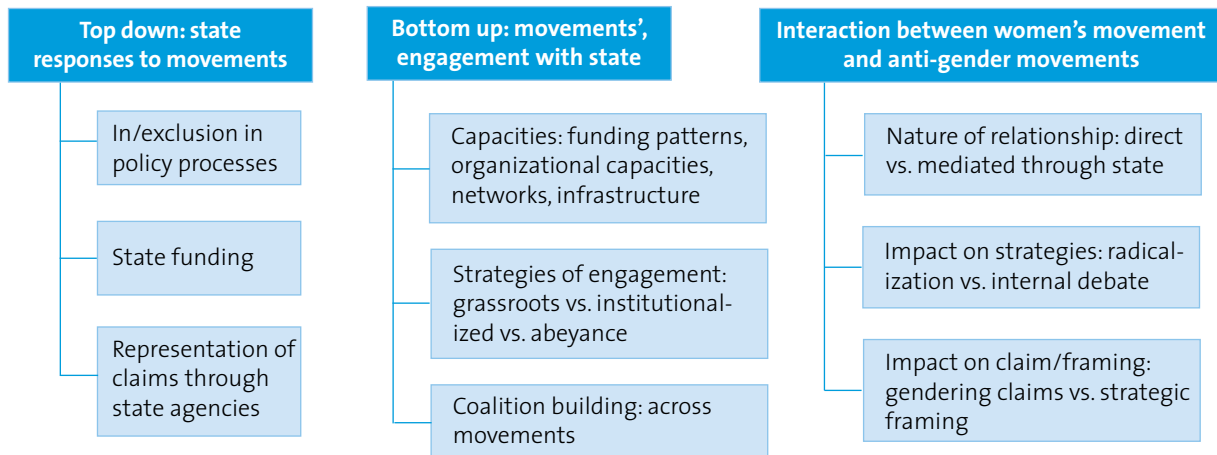 Top down: state
responses to movements
In/exclusion in
policy processes
State funding
Representation of
claims through
state agencies
Bottom up: movements’,
engagement with state
Capacities: funding patterns,
organizational capacities,
networks, infrastructure
Strategies of engagement:
grassroots vs. institutional-
ized vs. abeyance
Coalition building: across
movements
Interaction between women’s movement
and anti-gender movements
Nature of relationship: direct
vs. mediated through state
Impact on strategies: radical-
ization vs. internal debate
Impact on claim/framing:
gendering claims vs. strategic
framing